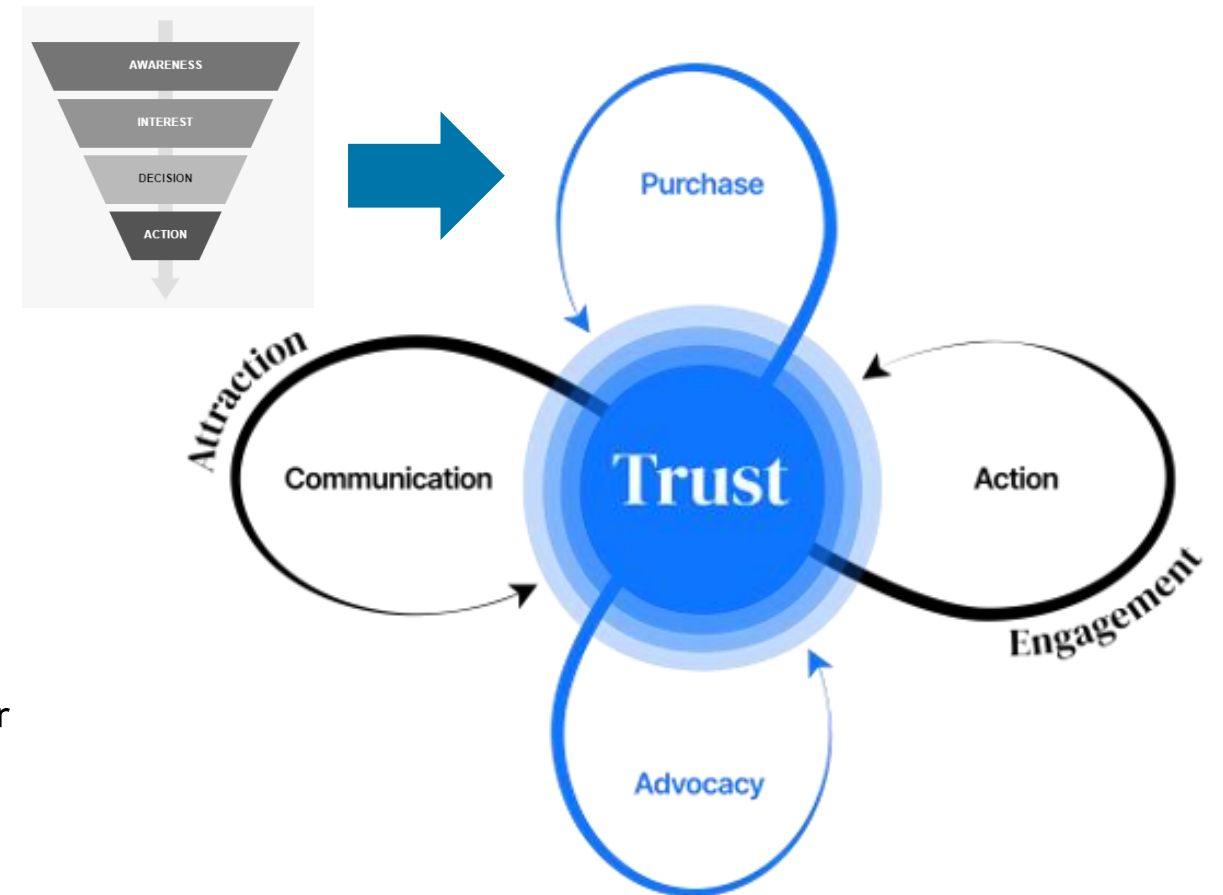 AWARENESS
INTEREST
DECISION
ACTION
Purchase
Attraction
Communication
Trust
Action
Engagement
r
Advocacy